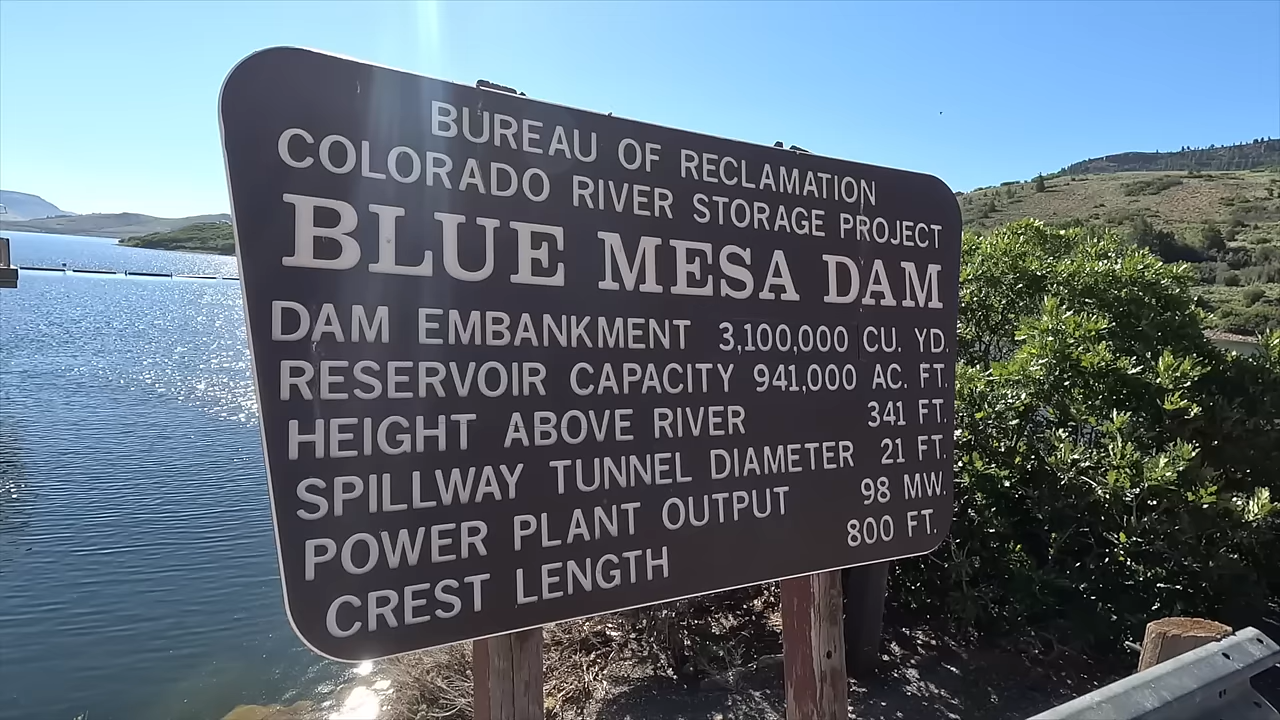 BUREAU OF RECLAMATION
COLORADO RIVER STORAGE PROJECT
BLUE MESA DAM
DAM EMBANKMENT 3,100,000 CU. YD.
RESERVOIR CAPACITY 941,000 AC. FT.
HEIGHT ABOVE RIVER 341 FT.
SPILLWAY TUNNEL DIAMETER 21 FT.
POWER PLANT OUTPUT 98 MW.
CREST LENGTH 800 FT.